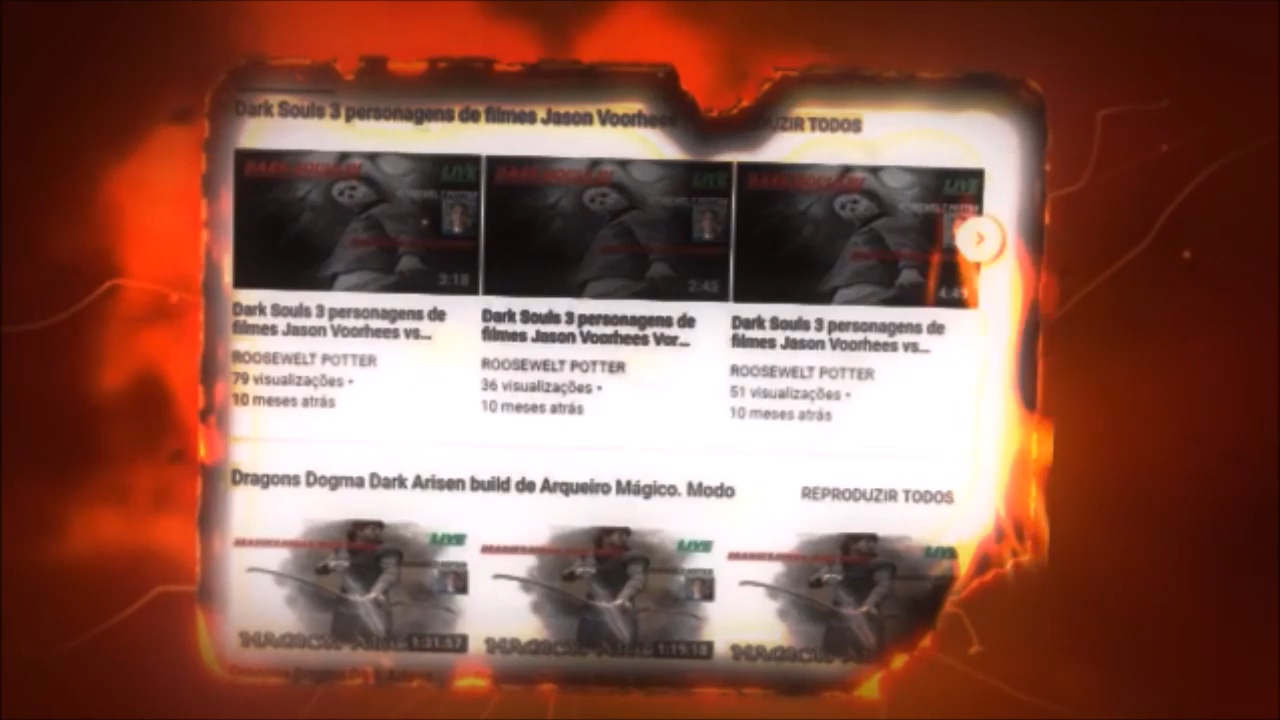 Dark Souls 3 personagens de filmes Jason Voorhees
UZIR TODOS
LIVE
3:18
LIVE
2:45
LIVE
Dark Souls 3 personagens de
filmes Jason Voorhees vs...
ROOSEWELT POTTER
79 visualizações •
10 meses atrás
Dark Souls 3 personagens de
filmes Jason Voorhees Vor...
ROOSEWELT POTTER
36 visualizações •
10 meses atrás
Dark Souls 3 personagens de
filmes Jason Voorhees vs...
ROOSEWELT POTTER
51 visualizações •
10 meses atrás
Dragons Dogma Dark Arisen build de Arqueiro Mágico. Modo
REPRODUZIR TODOS
LIVE
1:31:57
LIVE
1:19:18
LIVE